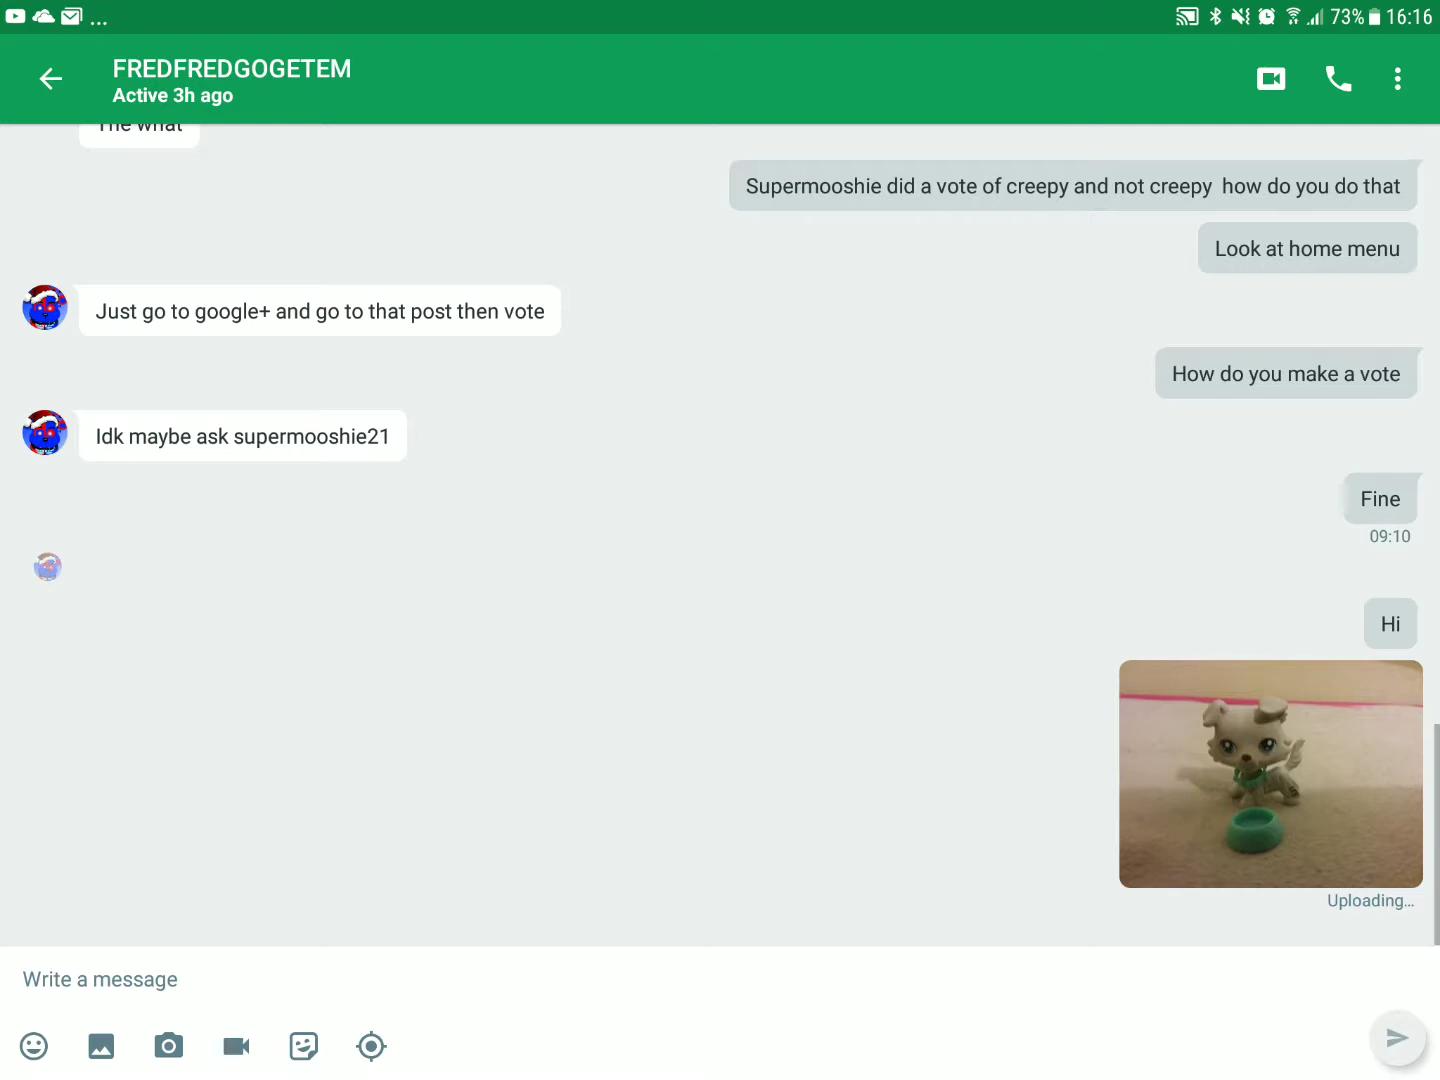 ...
73% 16:16
FREDFREDGOGETEM
Active 3h ago
The what
Supermooshie did a vote of creepy and not creepy how do you do that
Look at home menu
Just go to google+ and go to that post then vote
How do you make a vote
Idk maybe ask supermooshie21
Fine
09:10
Hi
Uploading...
Write a message